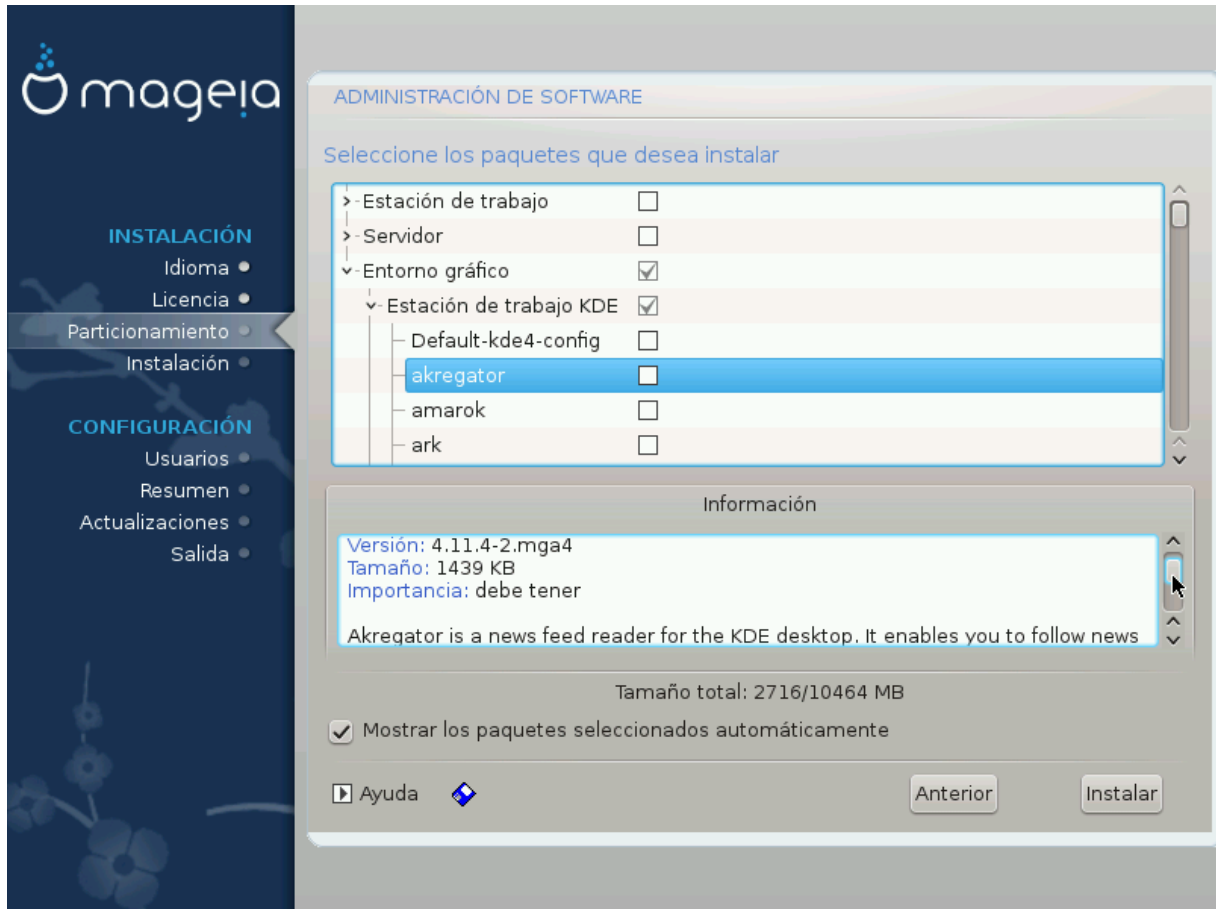 mageia
INSTALACIÓN
Idioma
Licencia
Particionamiento
Instalación
CONFIGURACIÓN
Usuarios
Resumen
Actualizaciones
Salida
ADMINISTRACIÓN DE SOFTWARE
Seleccione los paquetes que desea instalar
Estación de trabajo
Servidor
Entorno gráfico
Estación de trabajo KDE
Default-kde4-config
akregator
amarok
ark
Información
Versión: 4.11.4-2.mga4
Tamaño: 1439 KB
Importancia: debe tener
Akregator is a news feed reader for the KDE desktop. It enables you to follow news
Tamaño total: 2716/10464 MB
Mostrar los paquetes seleccionados automáticamente
Ayuda
Anterior
Instalar